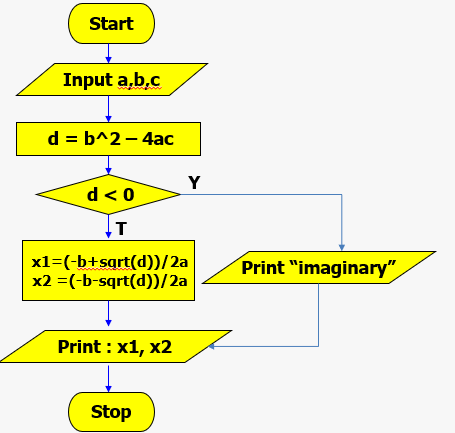 Start
Input a,b,c
d = b^2 – 4ac
d < 0
Y
T
x1=(-b+sqrt(d))/2a
x2 =(-b-sqrt(d))/2a
Print “imaginary”
Print : x1, x2
Stop